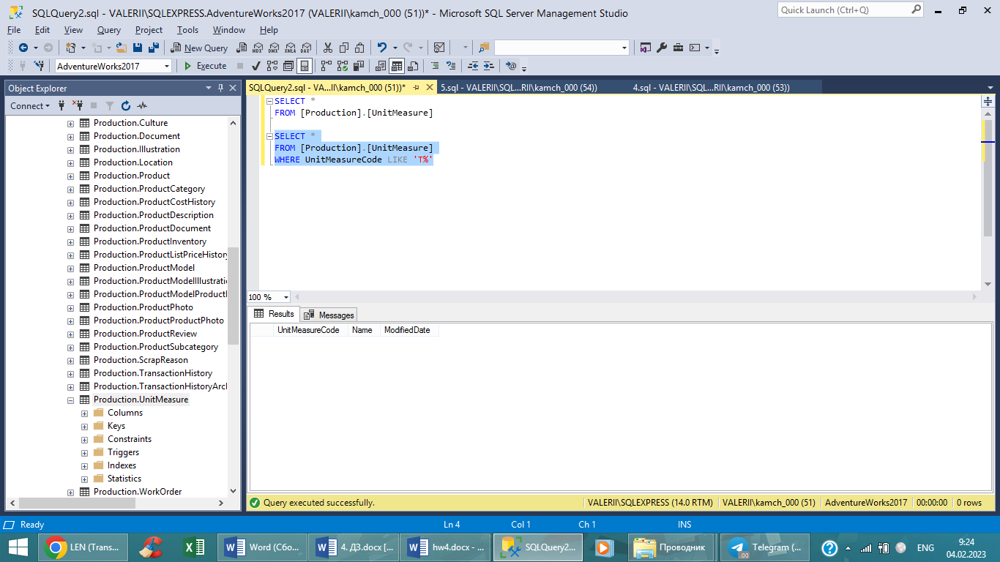 SQLQuery2.sql - VALERII\SQLEXPRESS.AdventureWorks2017 (VALERII\kamch_000 (51))* - Microsoft SQL Server Management Studio
Quick Launch (Ctrl+Q)
File Edit View Query Project Tools Window Help
New Query MDX DMX XMLA DAX
AdventureWorks2017 Execute
Object Explorer
Connect
Production.Culture
Production.Document
Production.Illustration
Production.Location
Production.Product
Production.ProductCategory
Production.ProductCostHistory
Production.ProductDescription
Production.ProductDocument
Production.ProductInventory
Production.ProductListPriceHistory
Production.ProductModel
Production.ProductModelIllustrati
Production.ProductModelProductI
Production.ProductPhoto
Production.ProductProductPhoto
Production.ProductReview
Production.ProductSubcategory
Production.ScrapReason
Production.TransactionHistory
Production.TransactionHistoryArcl
Production.UnitMeasure
Columns
Keys
Constraints
Triggers
Indexes
Statistics
Production.WorkOrder
SQLQuery2.sql - VA...II\kamch_000 (51))* 5.sql - VALERII\SQL...RII\kamch_000 (54)) 4.sql - VALERII\SQL...RII\kamch_000 (53))
SELECT *
FROM [Production].[UnitMeasure]
SELECT *
FROM [Production].[UnitMeasure]
WHERE UnitMeasureCode LIKE 'T%'
100 %
Results Messages
UnitMeasureCode Name ModifiedDate
Query executed successfully. VALERII\SQLEXPRESS (14.0 RTM) VALERII\kamch_000 (51) AdventureWorks2017 00:00:00 0 rows
Ready Ln 4 Col 1 Ch 1 INS
LEN (Trans... Word (Сбо... 4. ДЗ.docx [... hw4.docx - ... SQLQuery2... Проводник Telegram (... ENG 9:24
04.02.2023